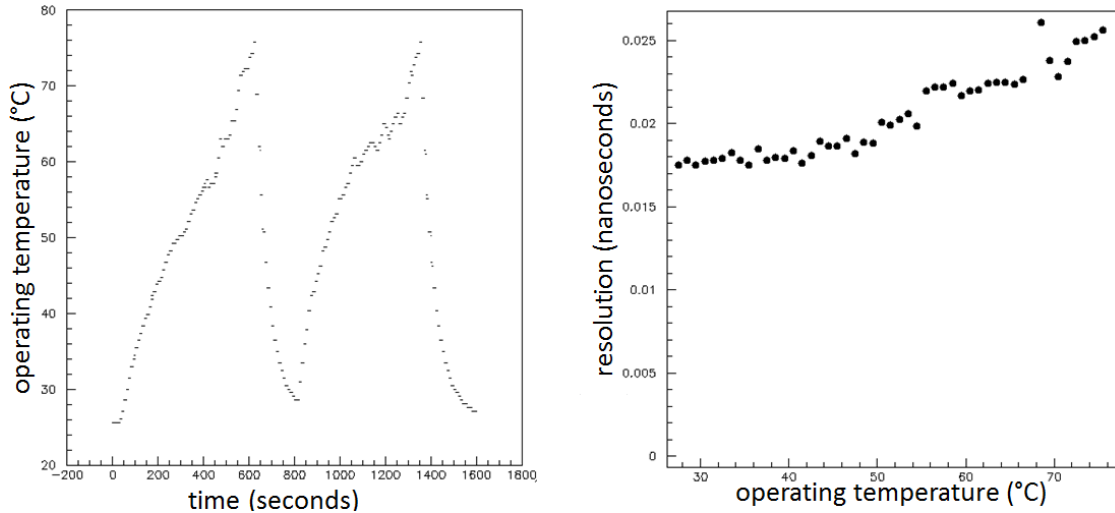 80
70
60
50
40
30
20
operating temperature (°C)
−200 0 200 400 600 800 1000 1200 1400 1600 1800
time (seconds)
0.025
0.02
0.015
0.01
0.005
0
resolution (nanoseconds)
30 40 50 60 70
operating temperature (°C)